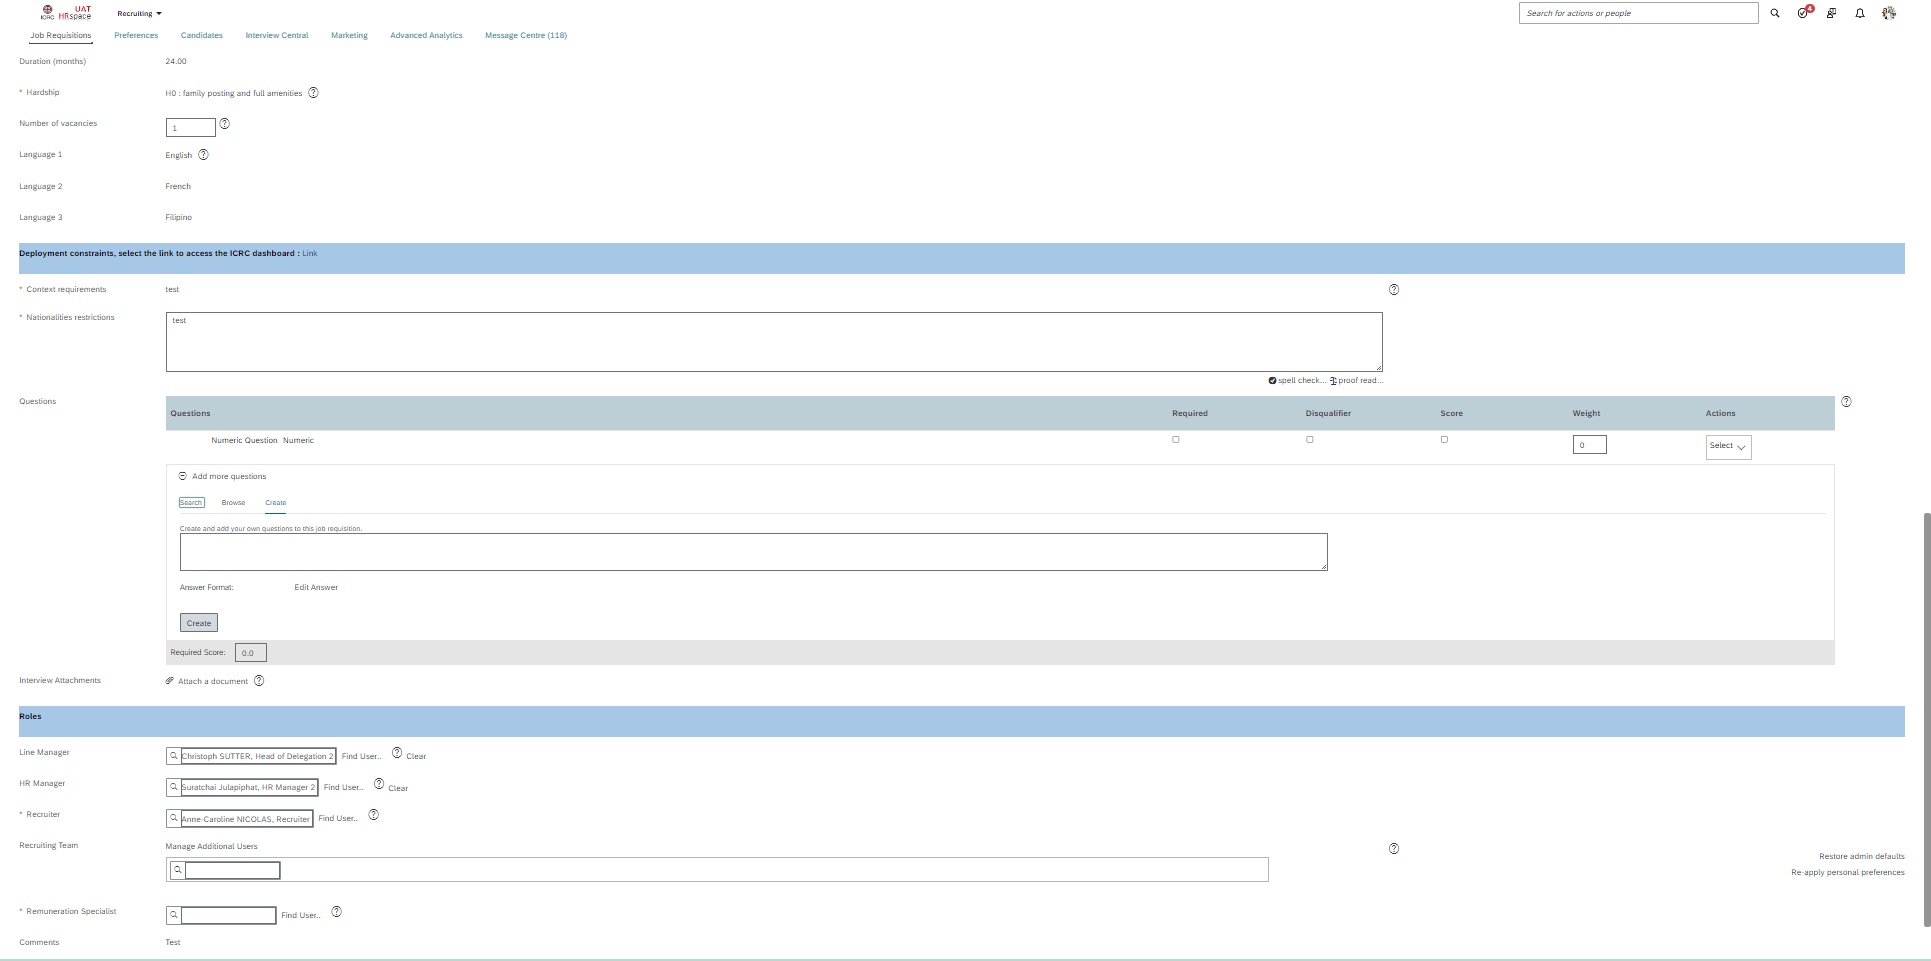 ICRC UAT HRspace Recruiting Search for actions or people 4
Job Requisitions Preferences Candidates Interview Central Marketing Advanced Analytics Message Centre (118)
Duration (months) 24.00
* Hardship H0 : family posting and full amenities ?
Number of vacancies 1 ?
Language 1 English ?
Language 2 French
Language 3 Filipino
Deployment constraints, select the link to access the ICRC dashboard : Link
* Context requirements test ?
* Nationalities restrictions test
spell check... proof read...
Questions ?
Questions Required Disqualifier Score Weight Actions
Numeric Question Numeric 0 Select
Add more questions
Search Browse Create
Create and add your own questions to this job requisition.
Answer Format: Edit Answer
Create
Required Score: 0.0
Interview Attachments Attach a document ?
Roles
Line Manager Christoph SUTTER, Head of Delegation 2 Find User.. ? Clear
HR Manager Suratchai Julapiphat, HR Manager 2 Find User.. ? Clear
* Recruiter Anne-Caroline NICOLAS, Recruiter Find User.. ?
Recruiting Team Manage Additional Users ?
Restore admin defaults
Re-apply personal preferences
* Remuneration Specialist Find User.. ?
Comments Test